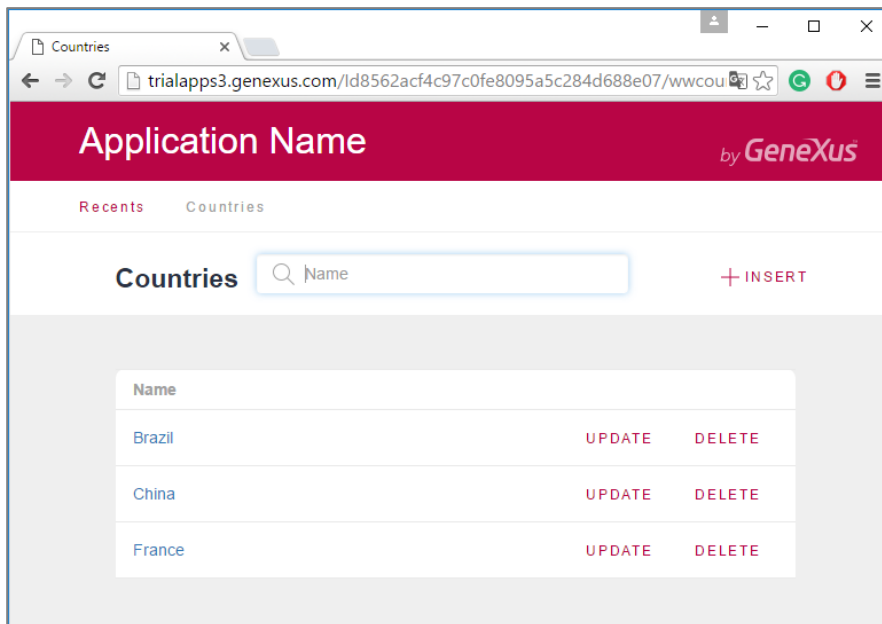 Countries
trialapps3.genexus.com/Id8562acf4c97c0fe8095a5c284d688e07/wwcou
Application Name
by GeneXus
Recents Countries
Countries Name INSERT
Name
Brazil UPDATE DELETE
China UPDATE DELETE
France UPDATE DELETE